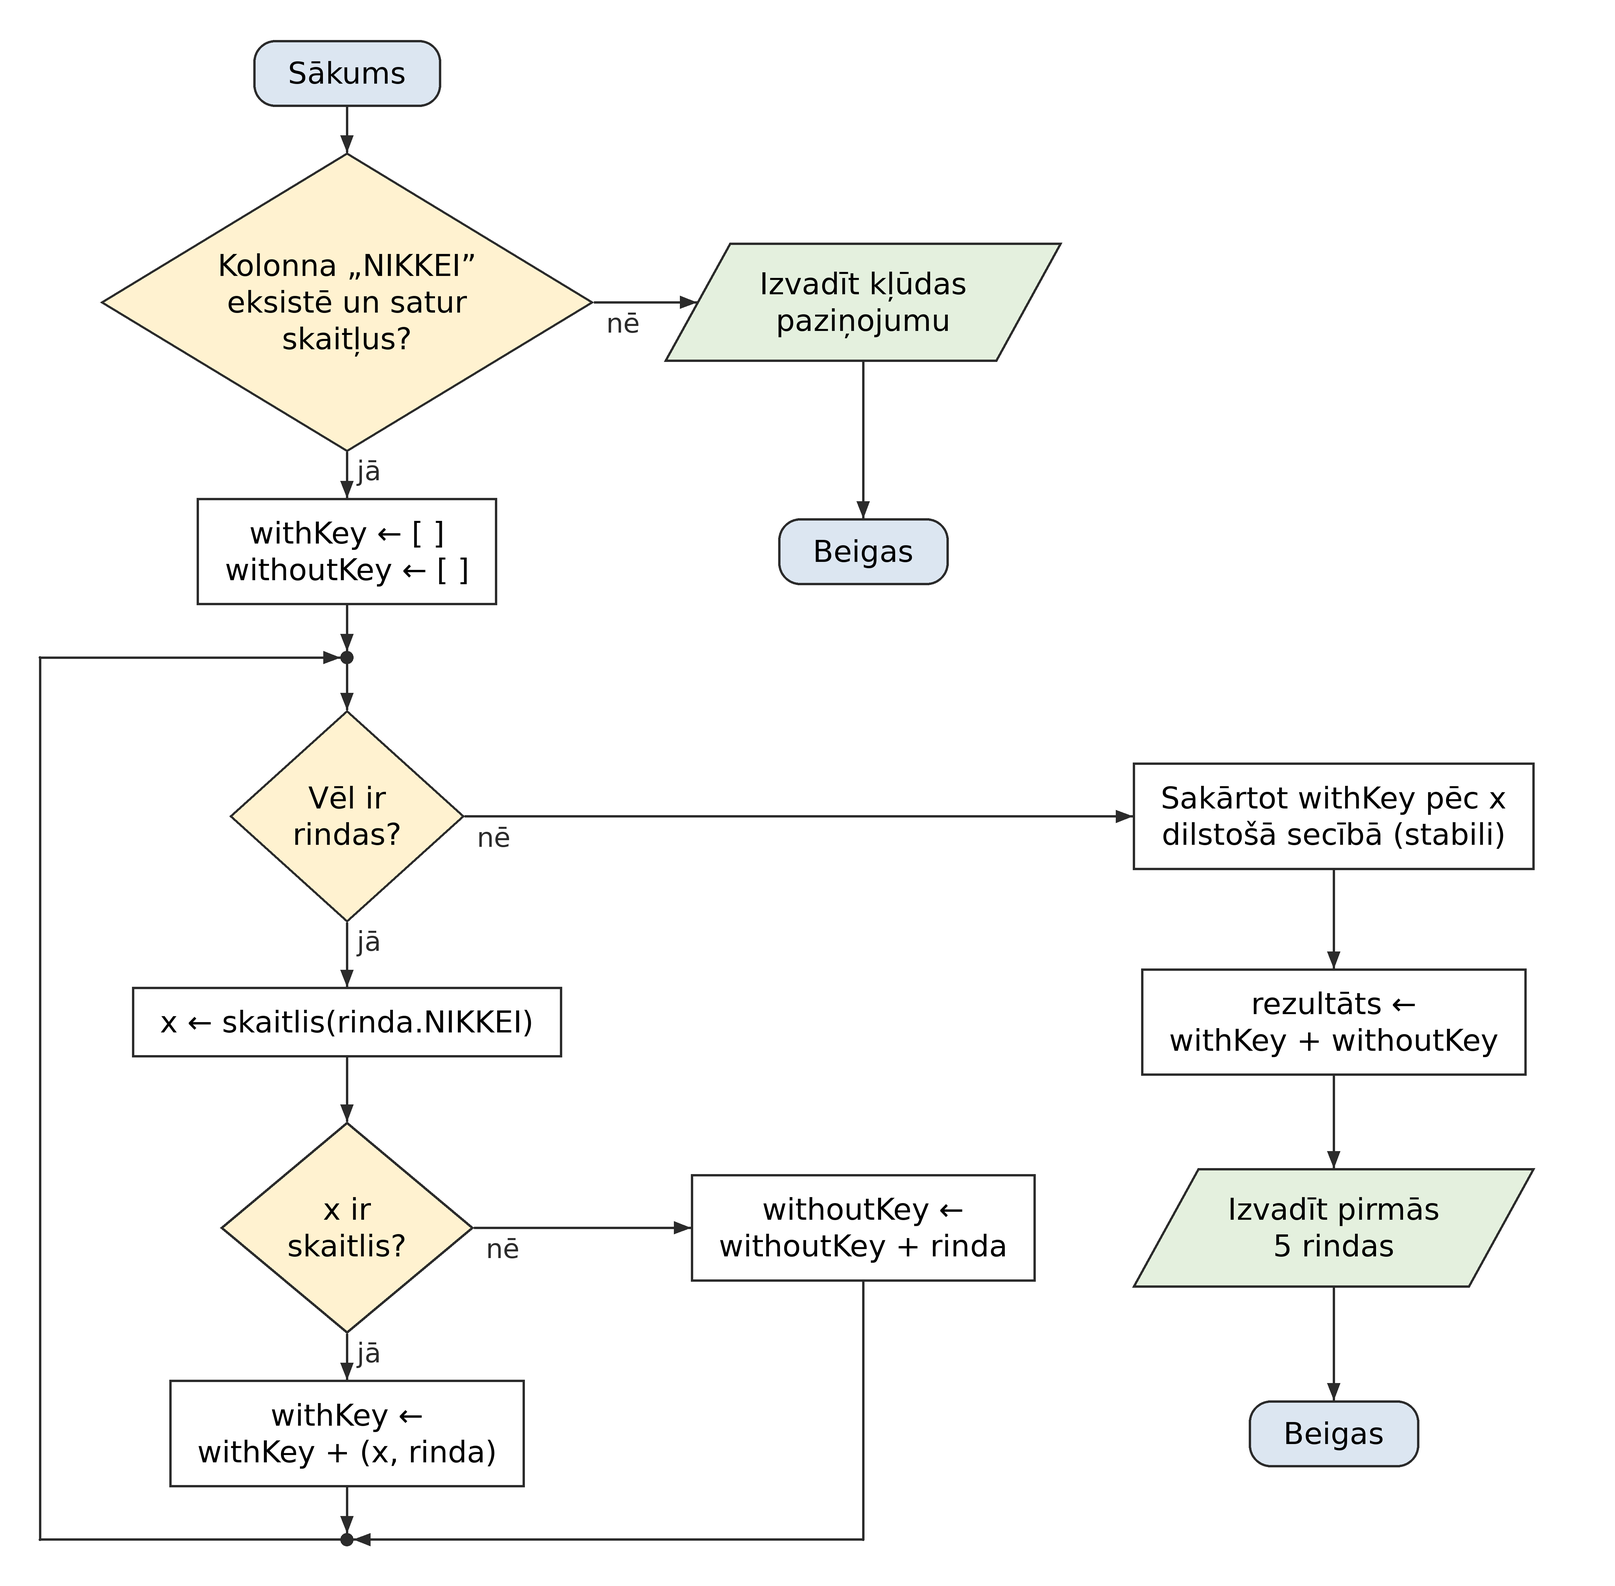 Sākums
Kolonna „NIKKEI”
eksistē un satur
skaitļus?
nē
Izvadīt kļūdas
paziņojumu
Beigas
jā
withKey ← [ ]
withoutKey ← [ ]
Vēl ir
rindas?
nē
Sakārtot withKey pēc x
dilstošā secībā (stabili)
jā
x ← skaitlis(rinda.NIKKEI)
rezultāts ←
withKey + withoutKey
x ir
skaitlis?
nē
withoutKey ←
withoutKey + rinda
Izvadīt pirmās
5 rindas
jā
withKey ←
withKey + (x, rinda)
Beigas